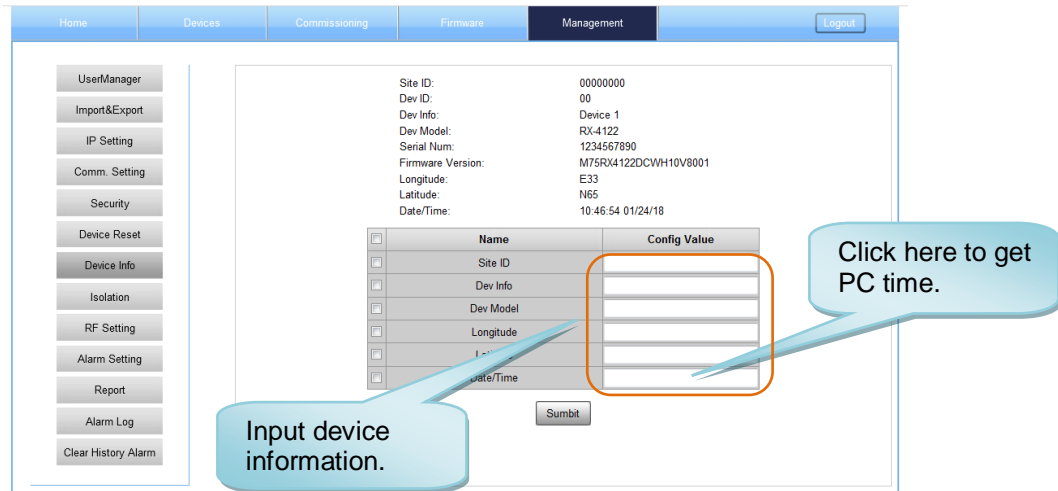 Home Devices Commissioning Firmware Management Logout
UserManager
Import&Export
IP Setting
Comm. Setting
Security
Device Reset
Device Info
Isolation
RF Setting
Alarm Setting
Report
Alarm Log
Clear History Alarm
Site ID: 00000000
Dev ID: 00
Dev Info: Device 1
Dev Model: RX-4122
Serial Num: 1234567890
Firmware Version: M75RX4122DCWH10V8001
Longitude: E33
Latitude: N65
Date/Time: 10:46:54 01/24/18
Name Config Value
Site ID
Dev Info
Dev Model
Longitude
Date/Time
Sumbit
Click here to get
PC time.
Input device
information.